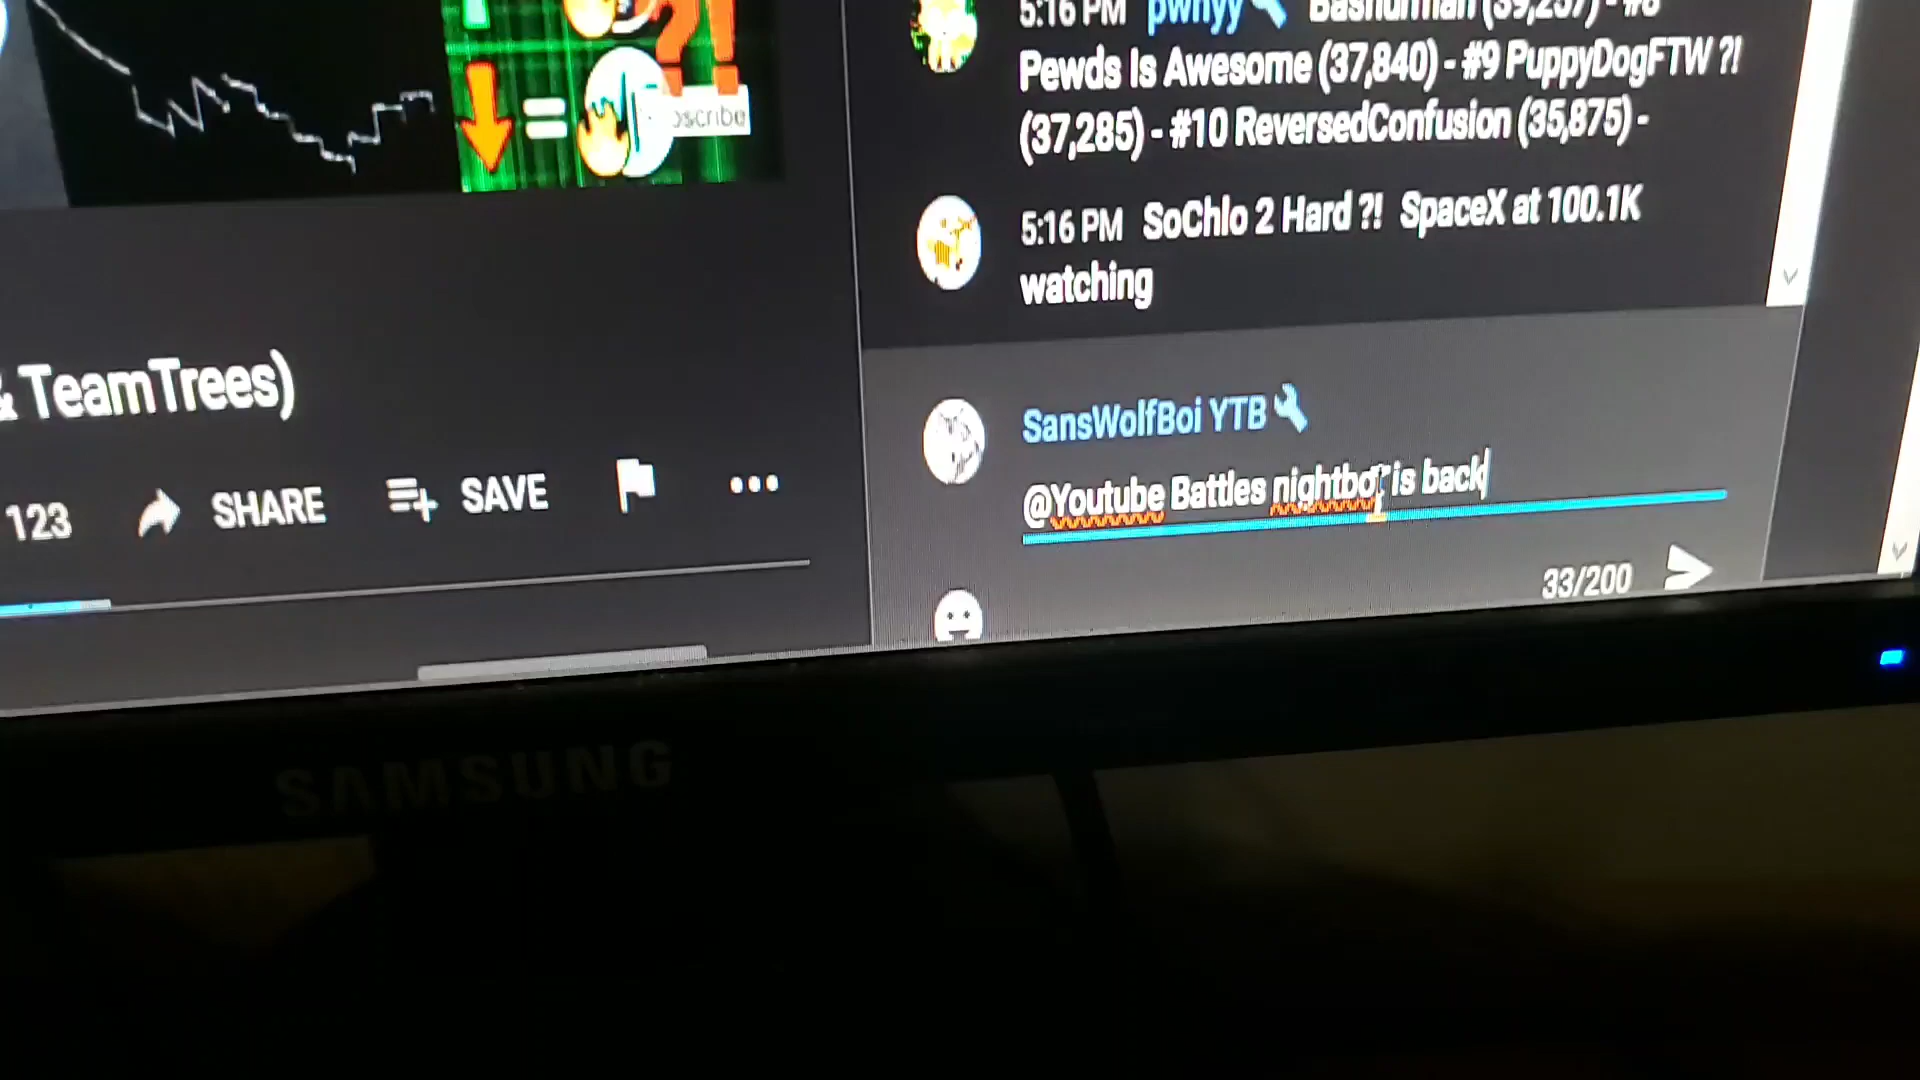 5:16 PM pwnyy Bashurman (39,257) - #8
Pewds Is Awesome (37,840) - #9 PuppyDogFTW ?!
(37,285) - #10 ReversedConfusion (35,875) -
5:16 PM SoChlo 2 Hard ?! SpaceX at 100.1K
watching
?!
=
& TeamTrees)
123 SHARE SAVE
SansWolfBoi YTB
@Youtube Battles nightbot is back
33/200
SAMSUNG